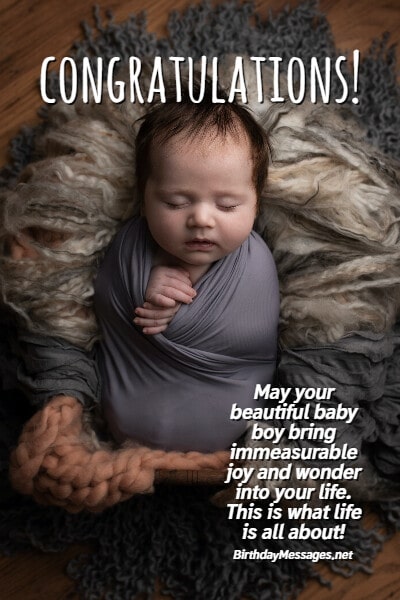 CONGRATULATIONS!
May your
beautiful baby
boy bring
immeasurable
joy and wonder
into your life.
This is what life
is all about!
BirthdayMessages.net